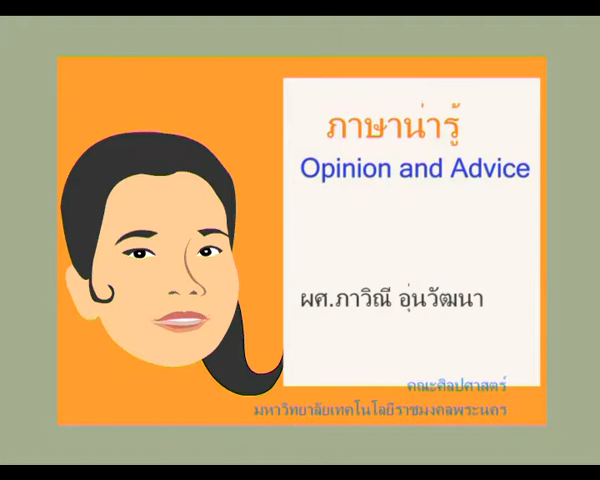 ภาษาน่ารู้
Opinion and Advice
ผศ.ภาวิณี อุ่นวัฒนา
คณะศิลปศาสตร์
มหาวิทยาลัยเทคโนโลยีราชมงคลพระนคร